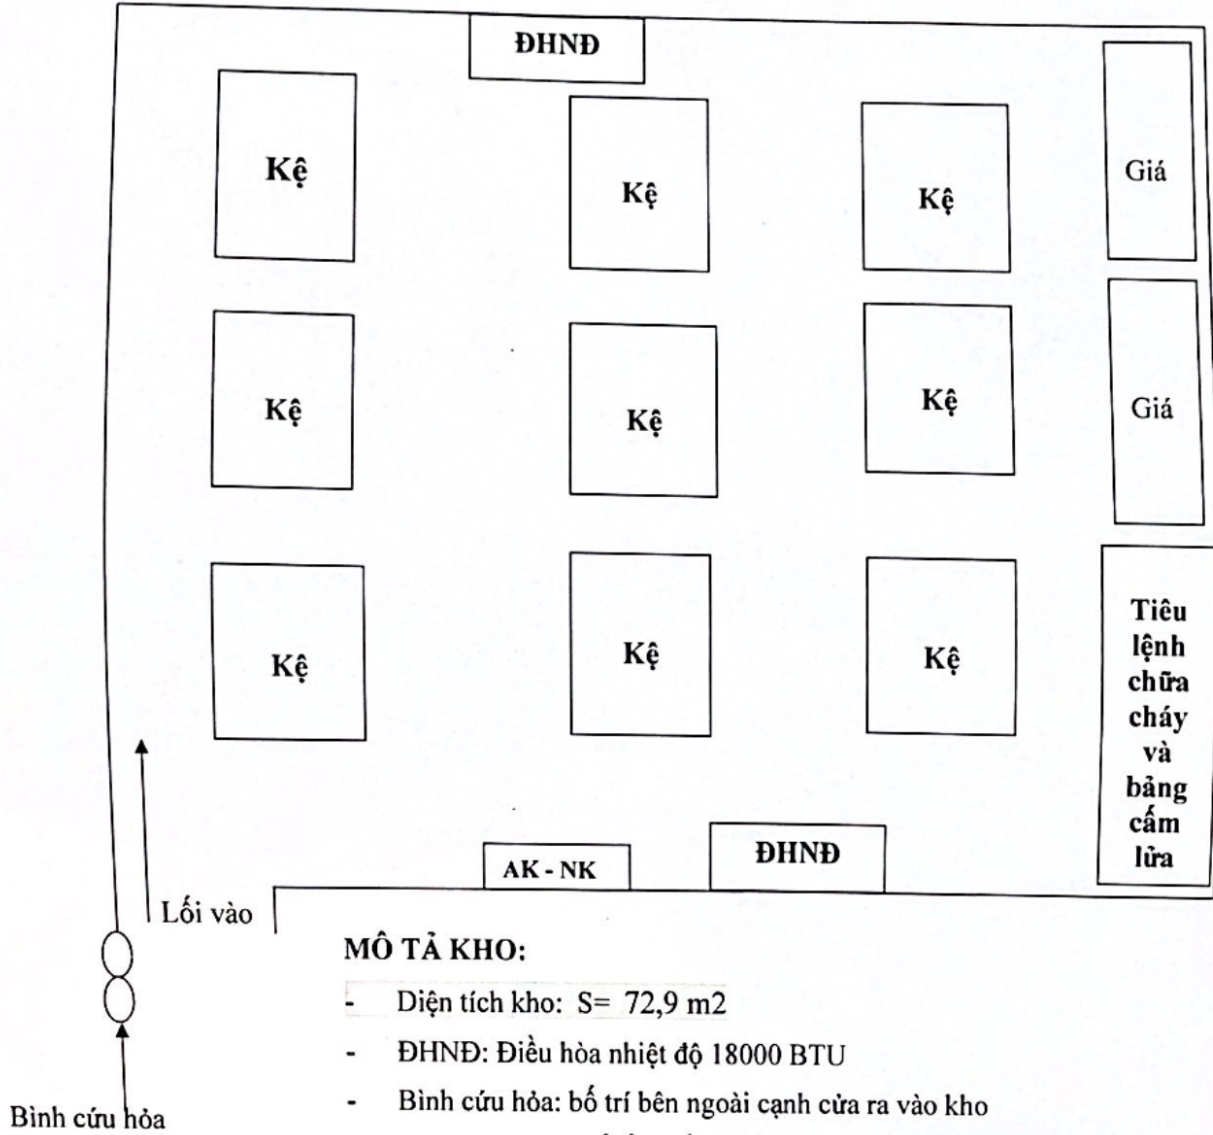 ĐHNĐ
Kệ
Kệ
Kệ
Giá
Kệ
Kệ
Kệ
Giá
Kệ
Kệ
Kệ
Tiêu
lệnh
chữa
cháy
và
bảng
cấm
lửa
AK - NK
ĐHNĐ
Lối vào
MÔ TẢ KHO:
- Diện tích kho: S= 72,9 m2
- ĐHNĐ: Điều hòa nhiệt độ 18000 BTU
- Bình cứu hỏa: bố trí bên ngoài cạnh cửa ra vào kho
Bình cứu hỏa